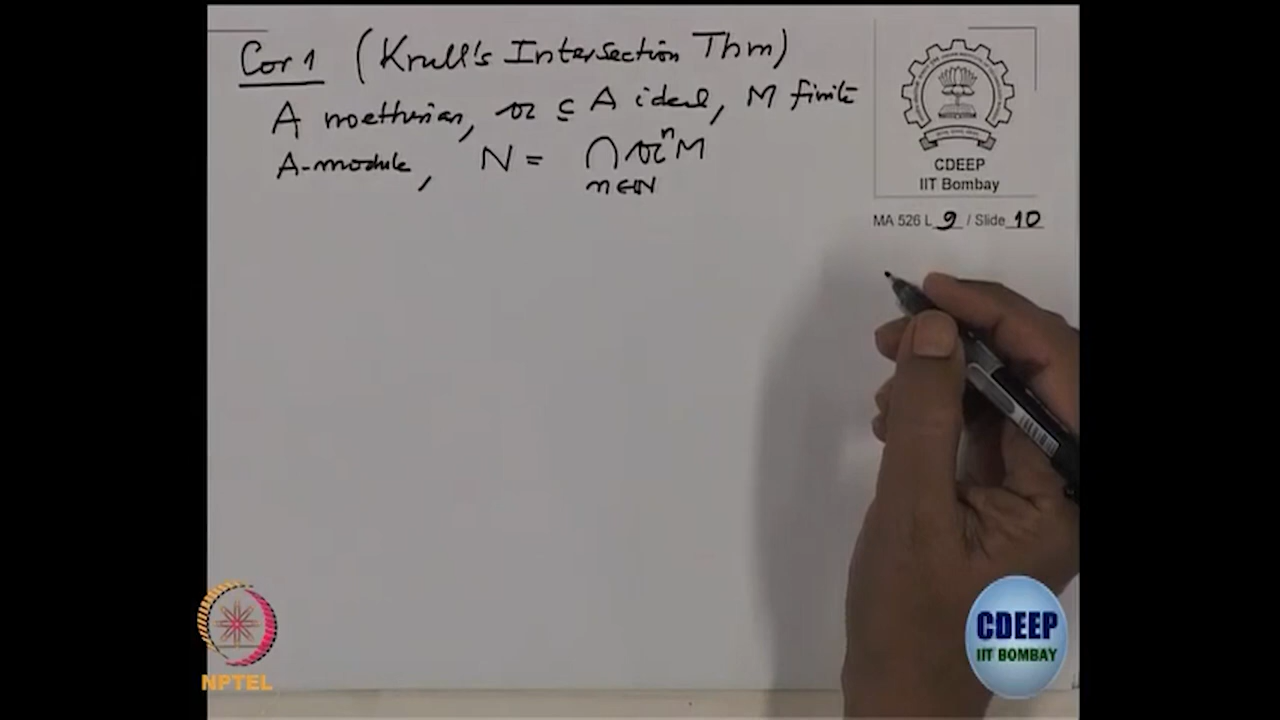 Cor 1 (Krull's Intersection Thm)
A noetherian, 𝔞 ⊆ A ideal, M finite
A-module, N = ⋂ 𝔞ⁿM
n∈ℕ
CDEEP
IIT Bombay
MA 526 L 9 / Slide 10
NPTEL
CDEEP
IIT BOMBAY